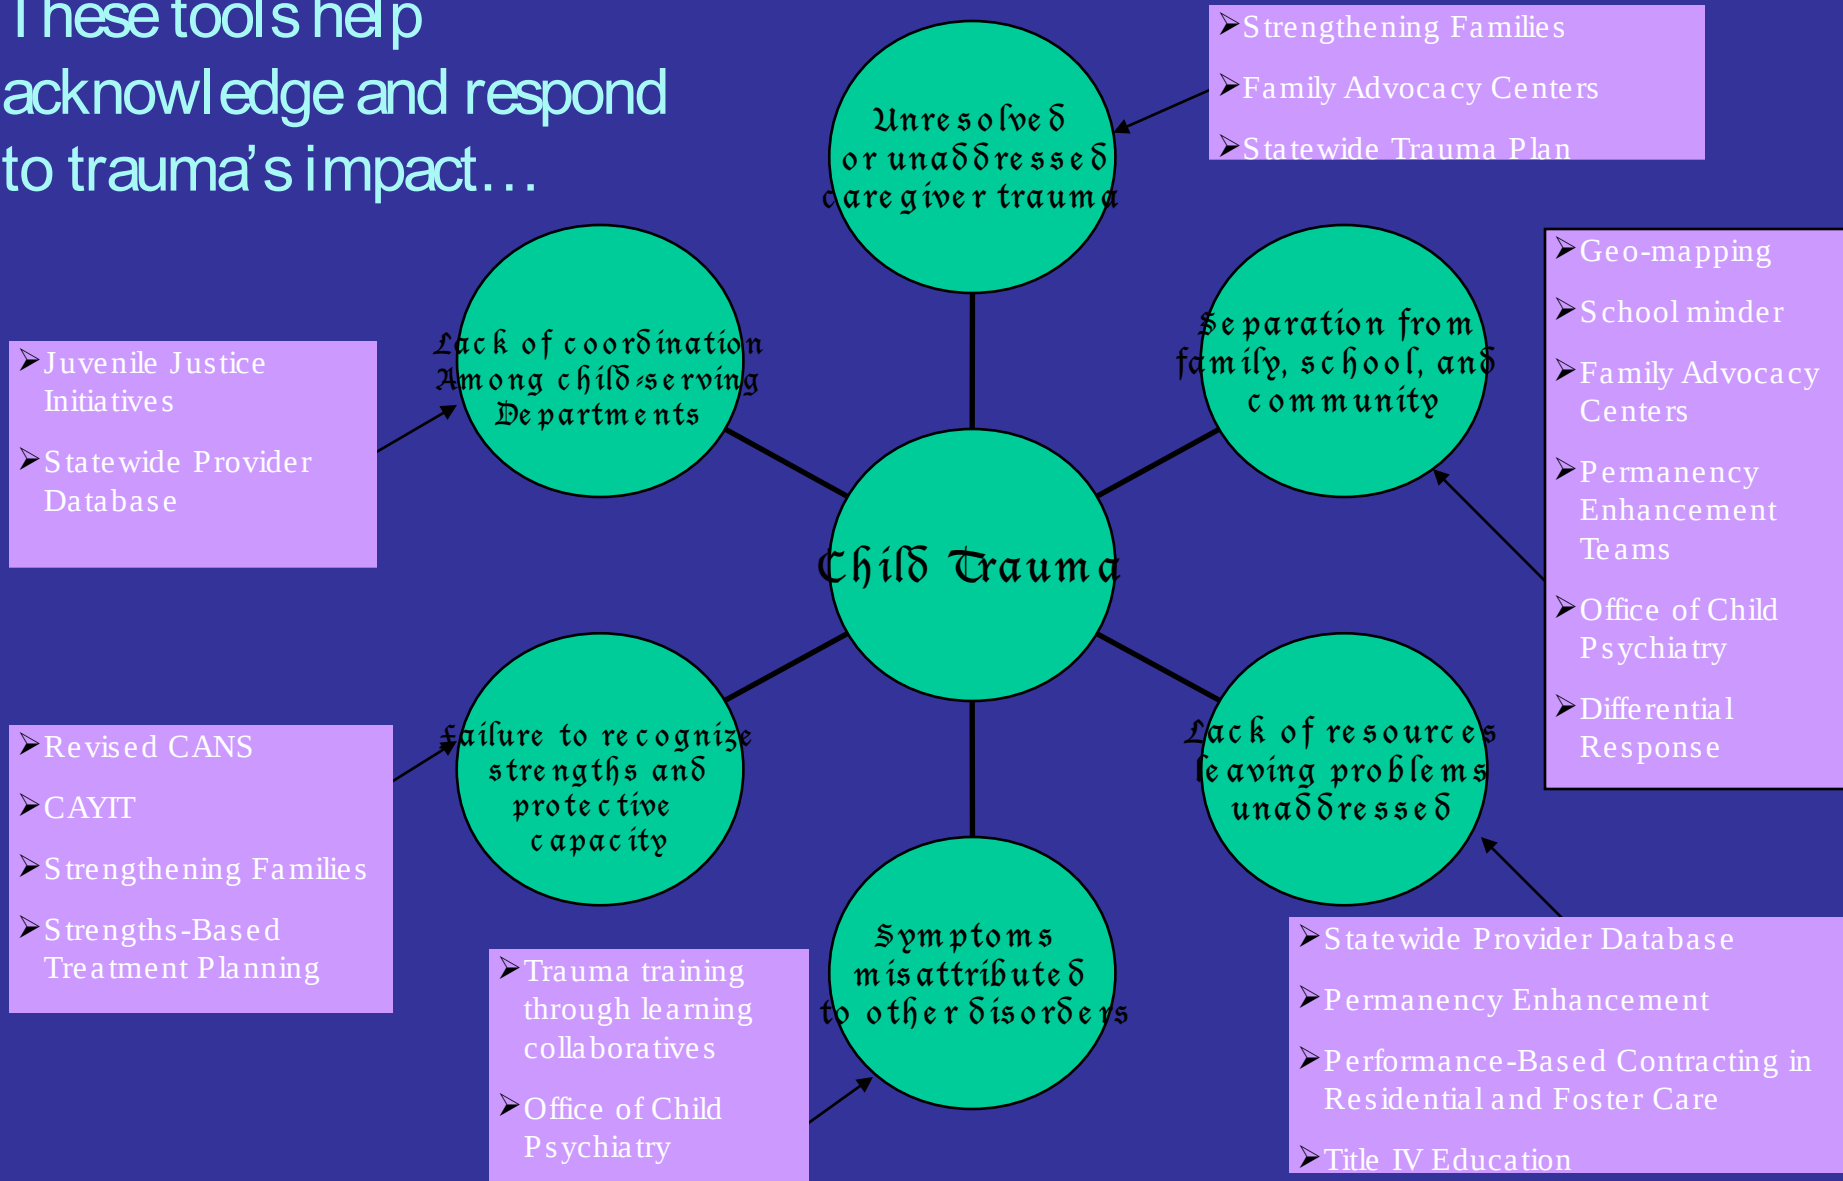 These tools help
acknowledge and respond
to trauma’s impact…
➢Strengthening Families
➢Family Advocacy Centers
➢Statewide Trauma Plan
Unresolved
or unaddressed
caregiver trauma
Lack of coordination
Among child-serving
Departments
Separation from
family, school, and
community
➢Geo-mapping
➢School minder
➢Family Advocacy
Centers
➢Permanency
Enhancement
Teams
➢Office of Child
Psychiatry
➢Differential
Response
➢Juvenile Justice
Initiatives
➢Statewide Provider
Database
Child Trauma
➢Revised CANS
➢CAYIT
➢Strengthening Families
➢Strengths-Based
Treatment Planning
Failure to recognize
strengths and
protective
capacity
Lack of resources
leaving problems
unaddressed
Symptoms
misattributed
to other disorders
➢Trauma training
through learning
collaboratives
➢Office of Child
Psychiatry
➢Statewide Provider Database
➢Permanency Enhancement
➢Performance-Based Contracting in
Residential and Foster Care
➢Title IV Education